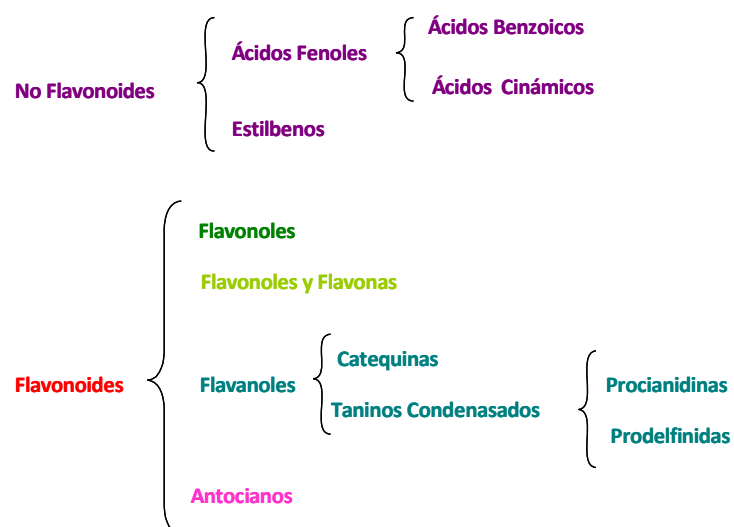 No Flavonoides
Ácidos Fenoles
Ácidos Benzoicos
Ácidos Cinámicos
Estilbenos
Flavonoides
Flavonoles
Flavonoles y Flavonas
Flavanoles
Catequinas
Taninos Condenasados
Procianidinas
Prodelfinidas
Antocianos